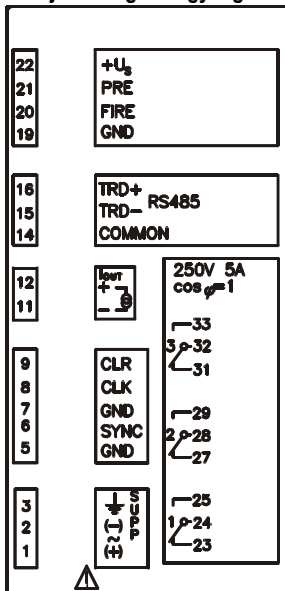 22 +Us
21 PRE
20 FIRE
19 GND
16 TRD+
15 TRD- RS485
14 COMMON
12 IOUT +
11 -
250V 5A
cos φ=1
33
3 32
31
29
2 28
27
25
1 24
23
9 CLR
8 CLK
7 GND
6 SYNC
5 GND
3 SUPP
2 (-)
~
1 (+)